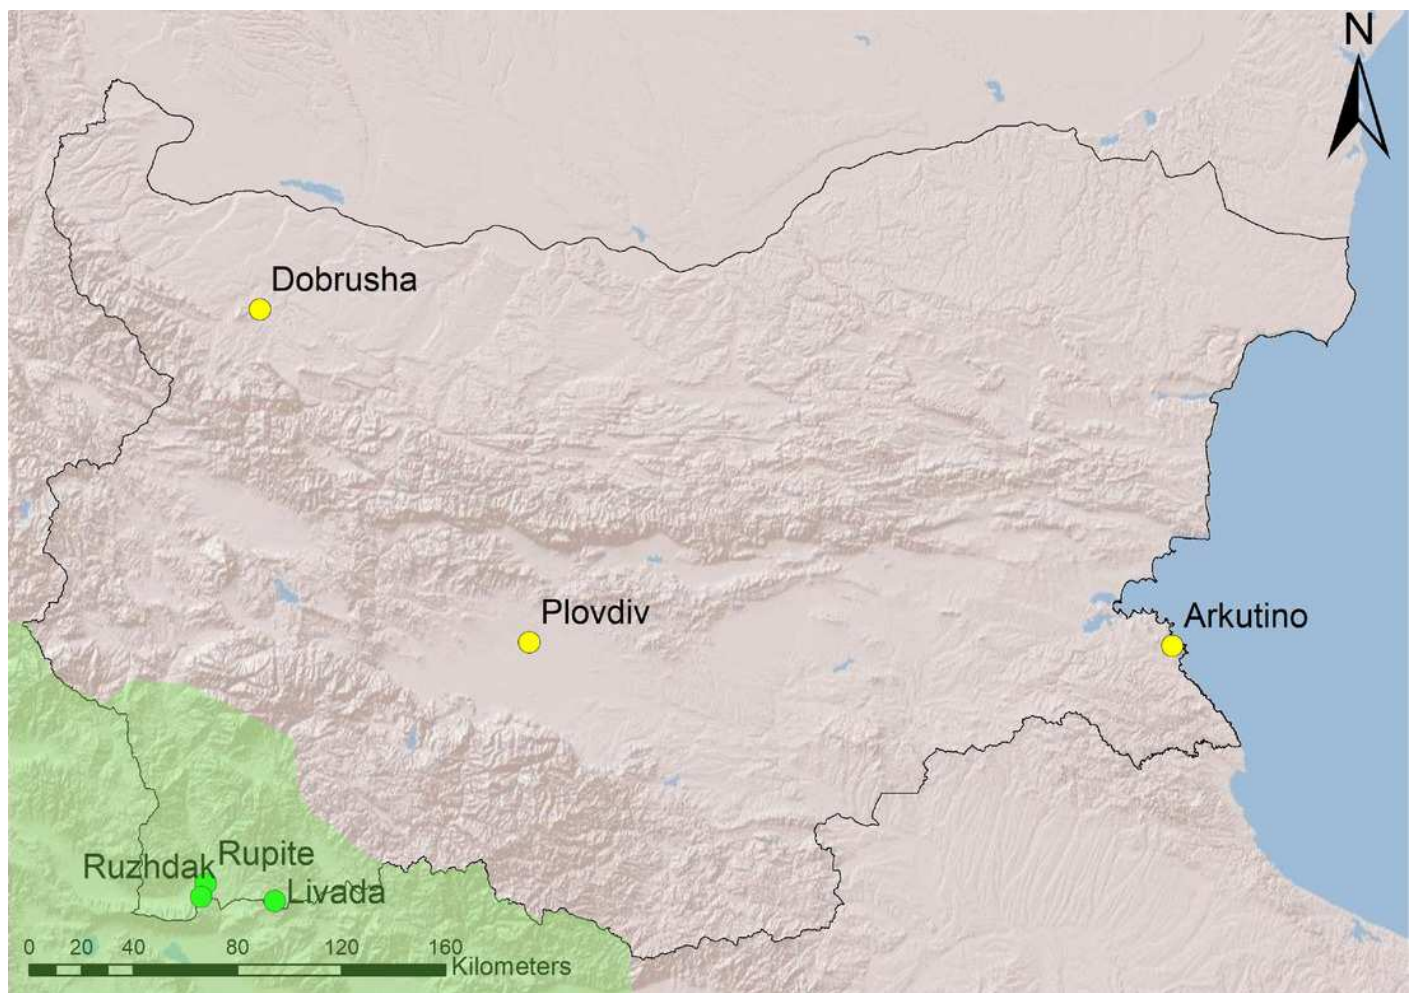 N
Dobrusha
Plovdiv
Arkutino
Rupite
Ruzhdak
Livada
0 20 40 80 120 160
Kilometers